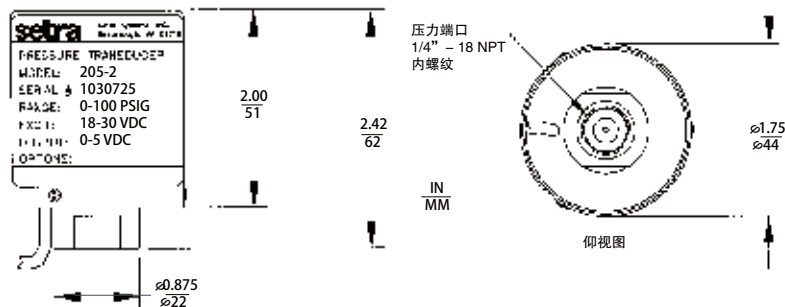 setra
PRESSURE TRANSDUCER
MODEL: 205-2
SERIAL # 1030725
RANGE: 0-100 PSIG
EXCIT: 18-30 VDC
OUTPUT: 0-5 VDC
OPTIONS:
2.00
51
2.42
62
⌀0.875
⌀22
压力端口
1/4” – 18 NPT
内螺纹
IN
MM
⌀1.75
⌀44
仰视图